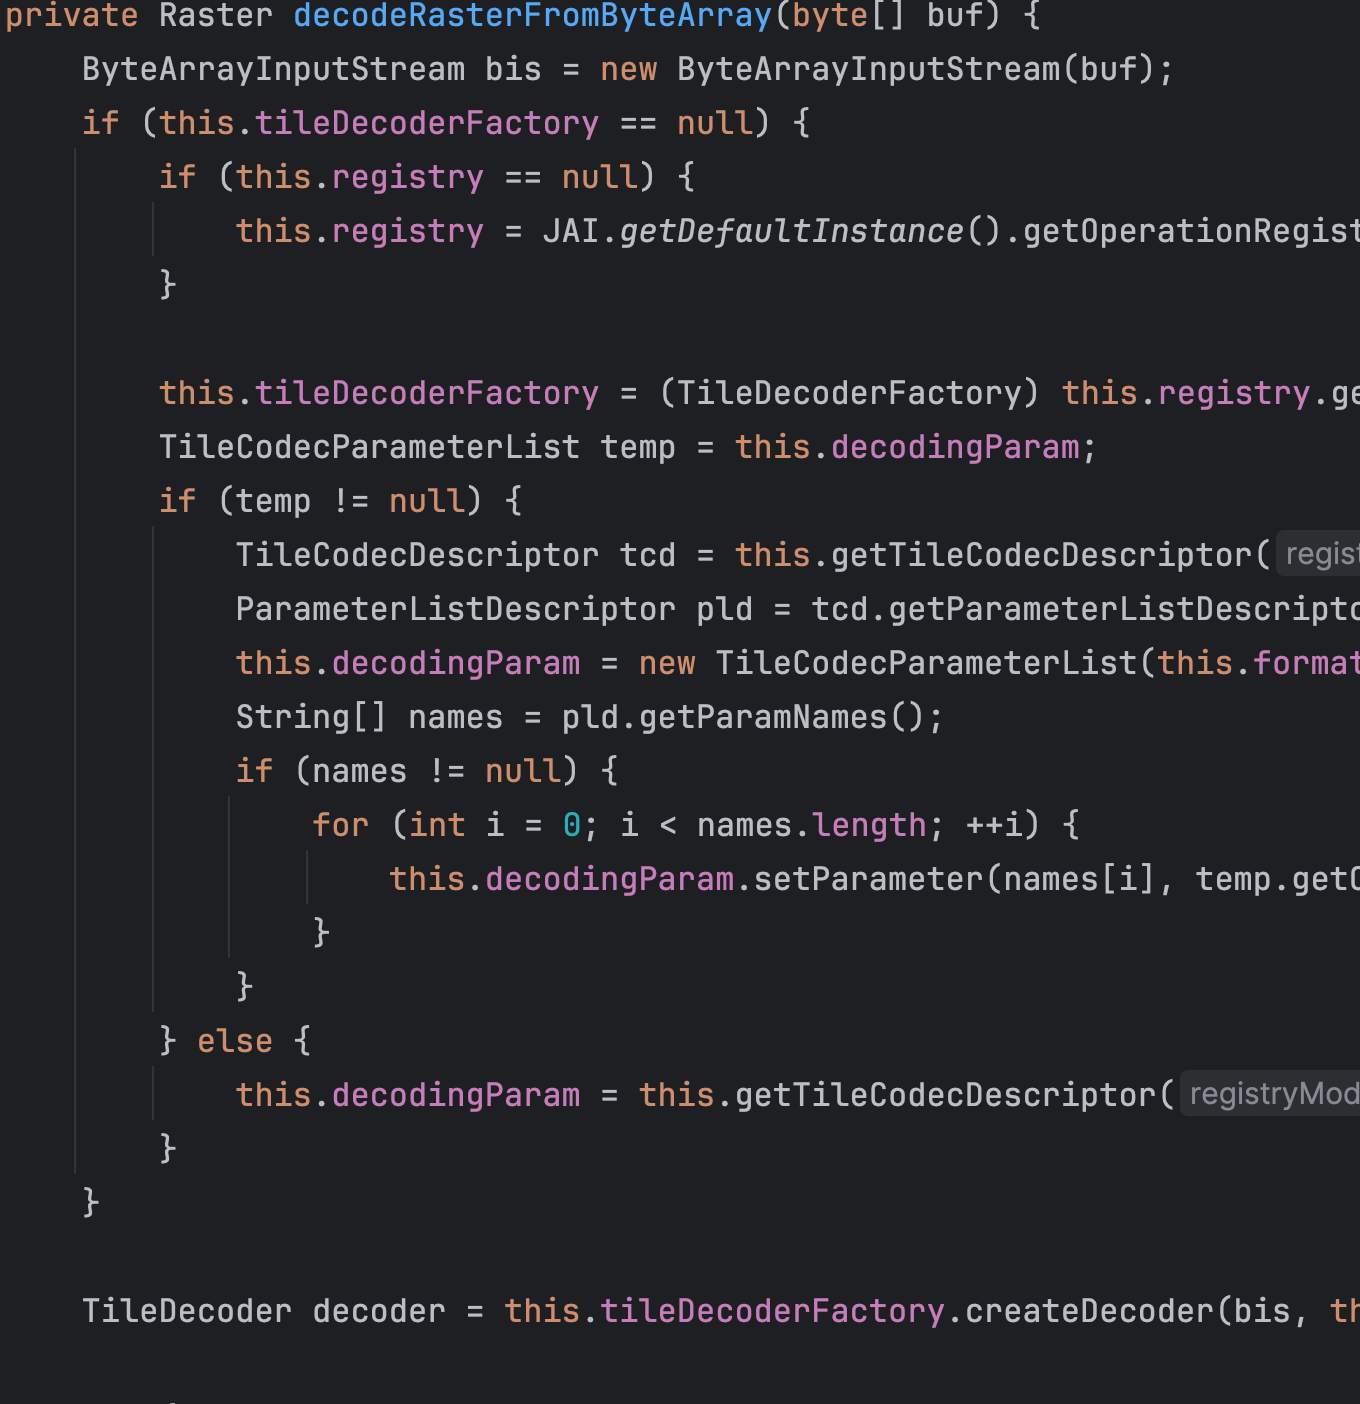 private Raster decodeRasterFromByteArray(byte[] buf) {
ByteArrayInputStream bis = new ByteArrayInputStream(buf);
if (this.tileDecoderFactory == null) {
if (this.registry == null) {
this.registry = JAI.getDefaultInstance().getOperationRegist
}
this.tileDecoderFactory = (TileDecoderFactory) this.registry.ge
TileCodecParameterList temp = this.decodingParam;
if (temp != null) {
TileCodecDescriptor tcd = this.getTileCodecDescriptor( regist
ParameterListDescriptor pld = tcd.getParameterListDescripto
this.decodingParam = new TileCodecParameterList(this.format
String[] names = pld.getParamNames();
if (names != null) {
for (int i = 0; i < names.length; ++i) {
this.decodingParam.setParameter(names[i], temp.getO
}
}
} else {
this.decodingParam = this.getTileCodecDescriptor( registryMod
}
}
TileDecoder decoder = this.tileDecoderFactory.createDecoder(bis, th